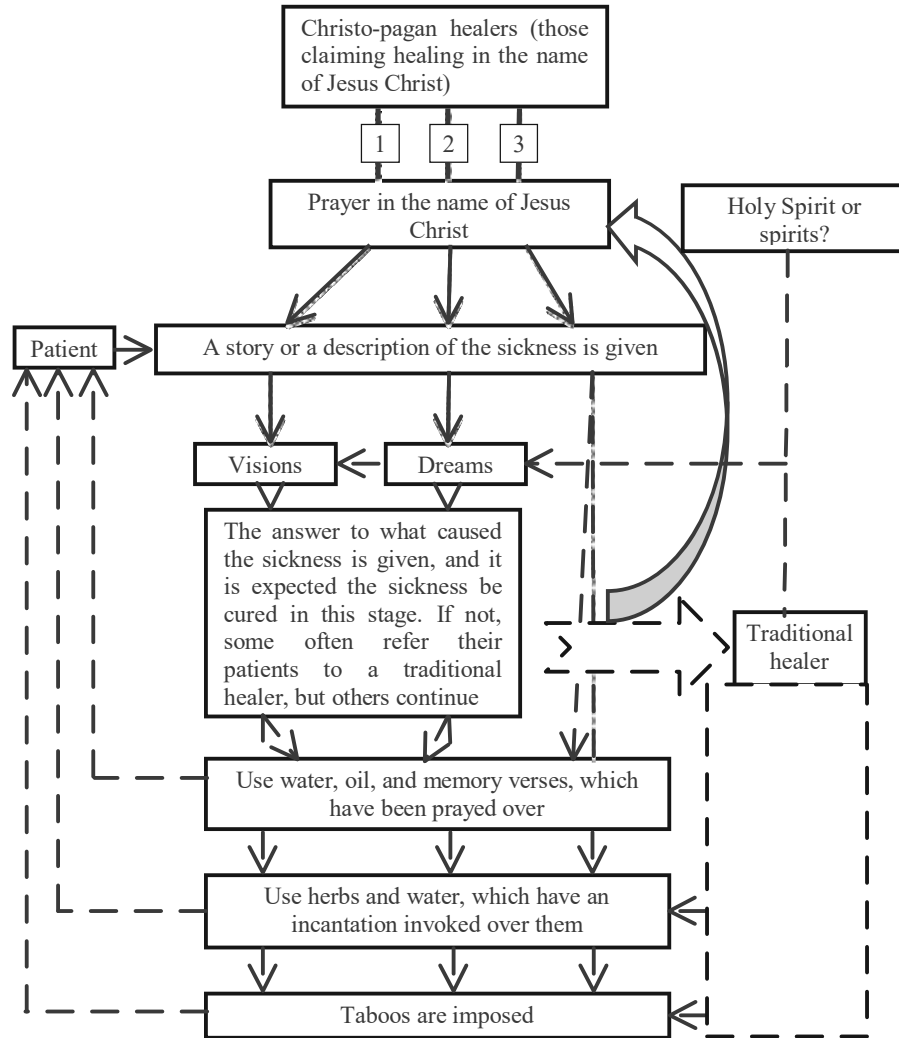 Christo-pagan healers (those
claiming healing in the name
of Jesus Christ)
1
2
3
Prayer in the name of Jesus
Christ
Holy Spirit or
spirits?
Patient
A story or a description of the sickness is given
Visions
Dreams
The answer to what caused
the sickness is given, and it
is expected the sickness be
cured in this stage. If not,
some often refer their
patients to a traditional
healer, but others continue
Traditional
healer
Use water, oil, and memory verses, which
have been prayed over
Use herbs and water, which have an
incantation invoked over them
Taboos are imposed